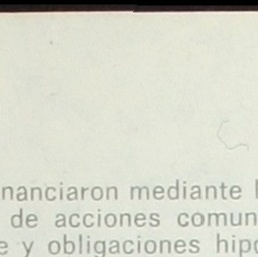 nanciaron mediante
de acciones comun
e y obligaciones hipo